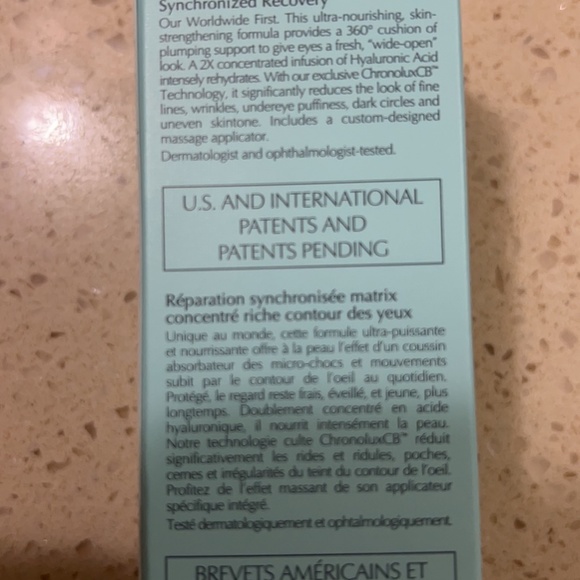 Synchronized Recovery
Our Worldwide First. This ultra-nourishing, skin-
strengthening formula provides a 360° cushion of
plumping support to give eyes a fresh, "wide-open"
look. A 2X concentrated infusion of Hyaluronic Acid
intensely rehydrates. With our exclusive ChronoluxCB™
Technology, it significantly reduces the look of fine
lines, wrinkles, undereye puffiness, dark circles and
uneven skintone. Includes a custom-designed
massage applicator.
Dermatologist and ophthalmologist-tested.
U.S. AND INTERNATIONAL
PATENTS AND
PATENTS PENDING
Réparation synchronisée matrix
concentré riche contour des yeux
Unique au monde, cette formule ultra-puissante
et nourrissante offre à la peau l'effet d'un coussin
absorbateur des micro-chocs et mouvements
subit par le contour de l'oeil au quotidien.
Protégé, le regard reste frais, éveillé, et jeune, plus
longtemps. Doublement concentré en acide
hyaluronique, il nourrit intensément la peau.
Notre technologie culte ChronoluxCB™ réduit
significativement les rides et ridules, poches,
cernes et irrégularités du teint du contour de l'oeil.
Profitez de l'effet massant de son applicateur
spécifique intégré.
Testé dermatologiquement et ophtalmologiquement.
BREVETS AMÉRICAINS ET